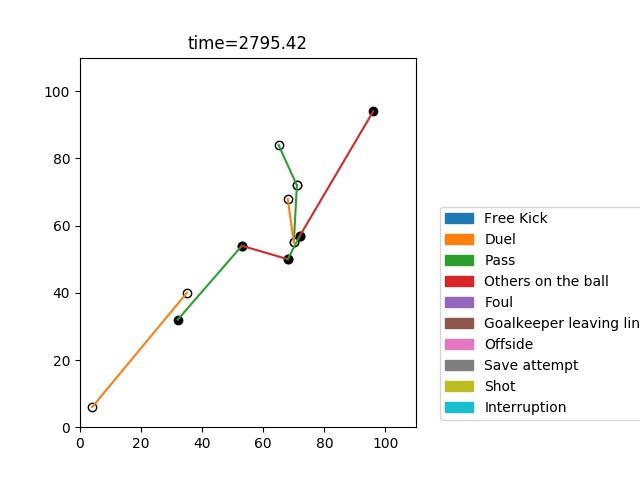 time=2795.42
100
80
60
40
20
0
0 20 40 60 80 100
Free Kick
Duel
Pass
Others on the ball
Foul
Goalkeeper leaving lin
Offside
Save attempt
Shot
Interruption